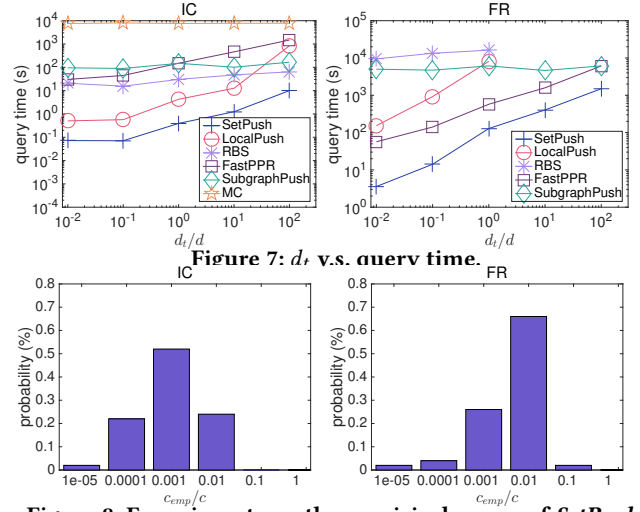 IC
query time (s)
10^4
10^3
10^2
10^1
10^0
10^-1
10^-2
10^-3
10^-4
SetPush
LocalPush
RBS
FastPPR
SubgraphPush
MC
10^-2 10^-1 10^0 10^1 10^2
d_t/d
FR
query time (s)
10^5
10^4
10^3
10^2
10^1
10^0
SetPush
LocalPush
RBS
FastPPR
SubgraphPush
10^-2 10^-1 10^0 10^1 10^2
d_t/d
Figure 7: d_t v.s. query time.
IC
probability (%)
0.8
0.7
0.6
0.5
0.4
0.3
0.2
0.1
0
1e-05 0.0001 0.001 0.01 0.1 1
c_emp/c
FR
probability (%)
0.8
0.7
0.6
0.5
0.4
0.3
0.2
0.1
0
1e-05 0.0001 0.001 0.01 0.1 1
c_emp/c